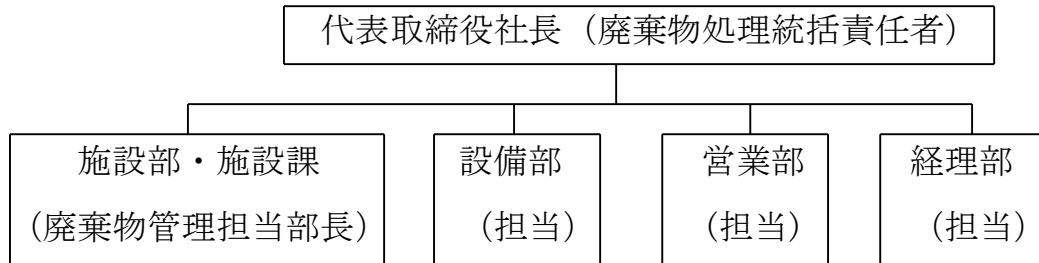 代表取締役社長（廃棄物処理統括責任者）
施設部・施設課
（廃棄物管理担当部長）
設備部
（担当）
営業部
（担当）
経理部
（担当）